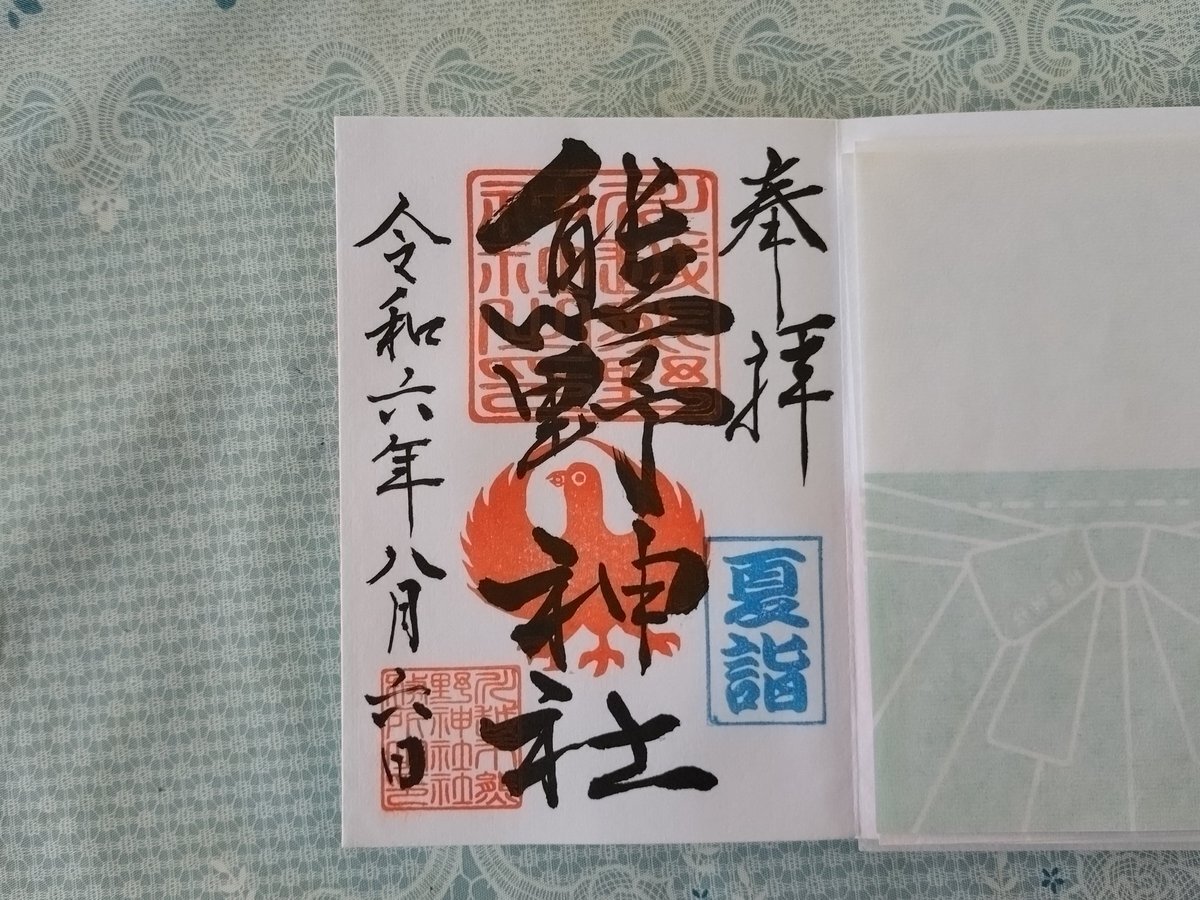 奉拝
夏詣
熊野神社
令和六年八月六日